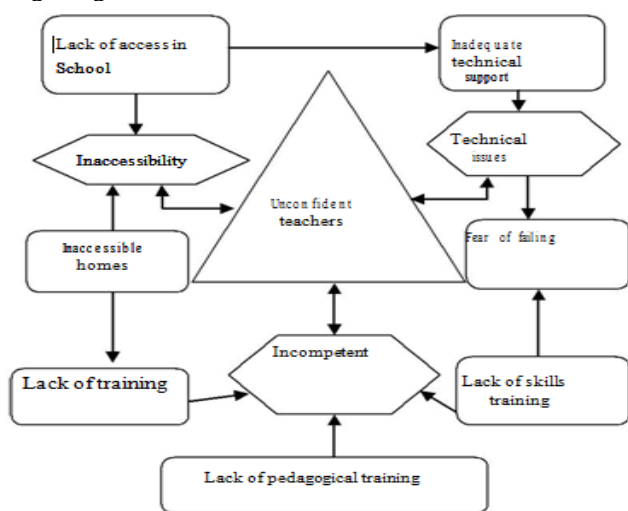 Lack of access in
School
Inadequate
technical
support
Inaccessibility
Technical
issues
Unconfident
teachers
Inaccessible
homes
Fear of failing
Incompetent
Lack of training
Lack of skills
training
Lack of pedagogical training